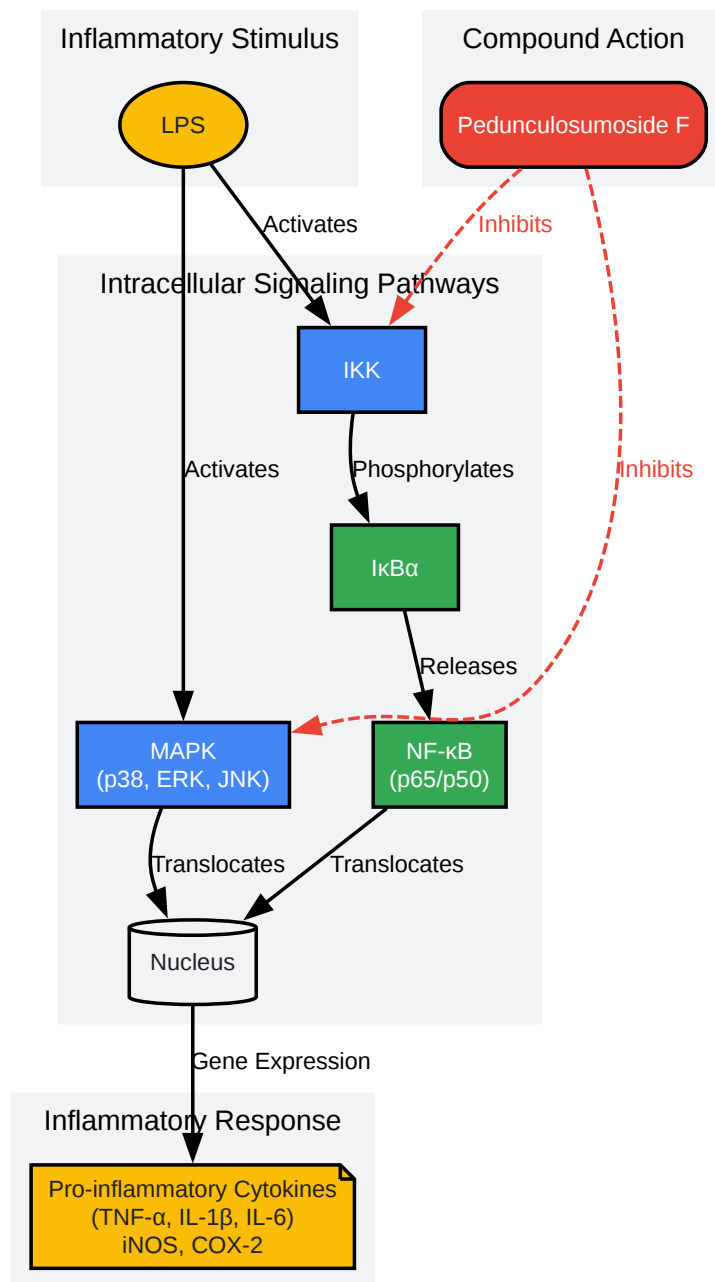 Inflammatory Stimulus
Compound Action
LPS
Pedunculosumoside F
Activates
Inhibits
Intracellular Signaling Pathways
IKK
Activates
Phosphorylates
Inhibits
IκBα
Releases
MAPK
(p38, ERK, JNK)
NF-κB
(p65/p50)
Translocates
Translocates
Nucleus
Gene Expression
Inflammatory Response
Pro-inflammatory Cytokines
(TNF-α, IL-1β, IL-6)
iNOS, COX-2